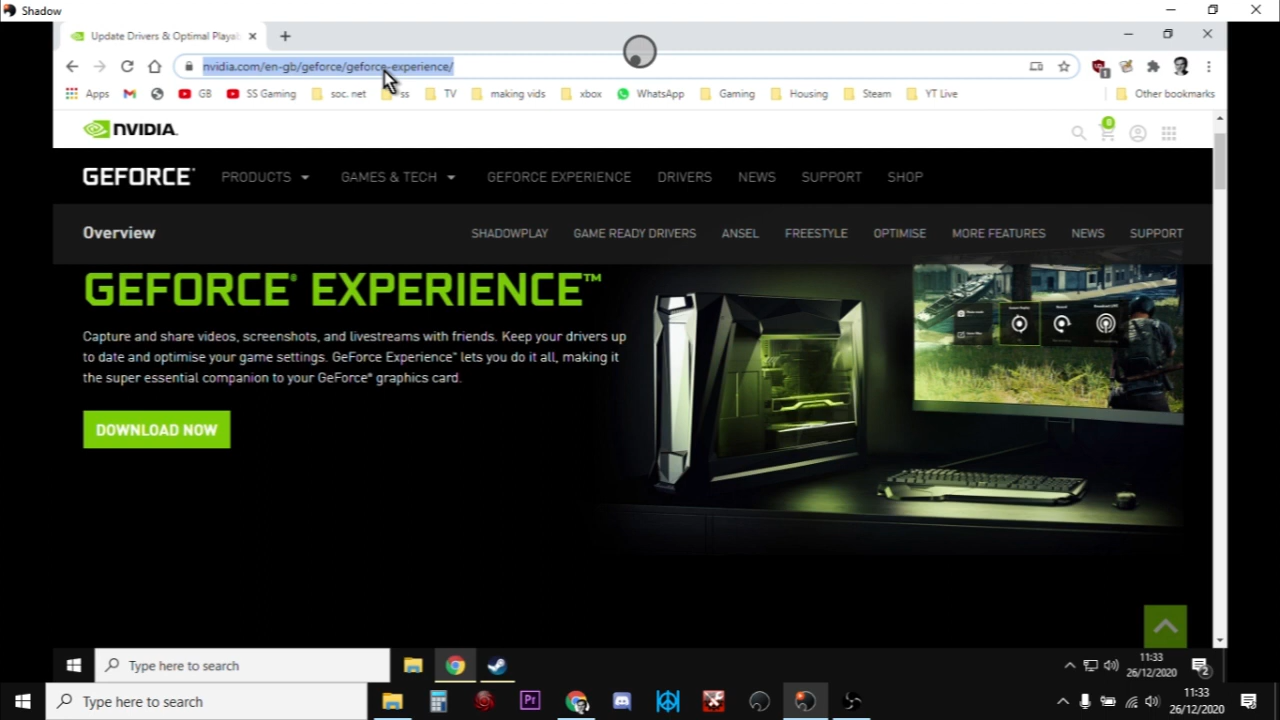 Shadow
Update Drivers & Optimal Playa
nvidia.com/en-gb/geforce/geforce-experience/
1
Apps GB SS Gaming soc. net ss TV making vids xbox WhatsApp Gaming Housing Steam YT Live Other bookmarks
NVIDIA.
0
GEFORCE PRODUCTS GAMES & TECH GEFORCE EXPERIENCE DRIVERS NEWS SUPPORT SHOP
Overview SHADOWPLAY GAME READY DRIVERS ANSEL FREESTYLE OPTIMISE MORE FEATURES NEWS SUPPORT
GEFORCE® EXPERIENCE™
Capture and share videos, screenshots, and livestreams with friends. Keep your drivers up
to date and optimise your game settings. GeForce Experience™ lets you do it all, making it
the super essential companion to your GeForce® graphics card.
DOWNLOAD NOW
Type here to search
11:33
26/12/2020
2
Type here to search
Pr
11:33
26/12/2020